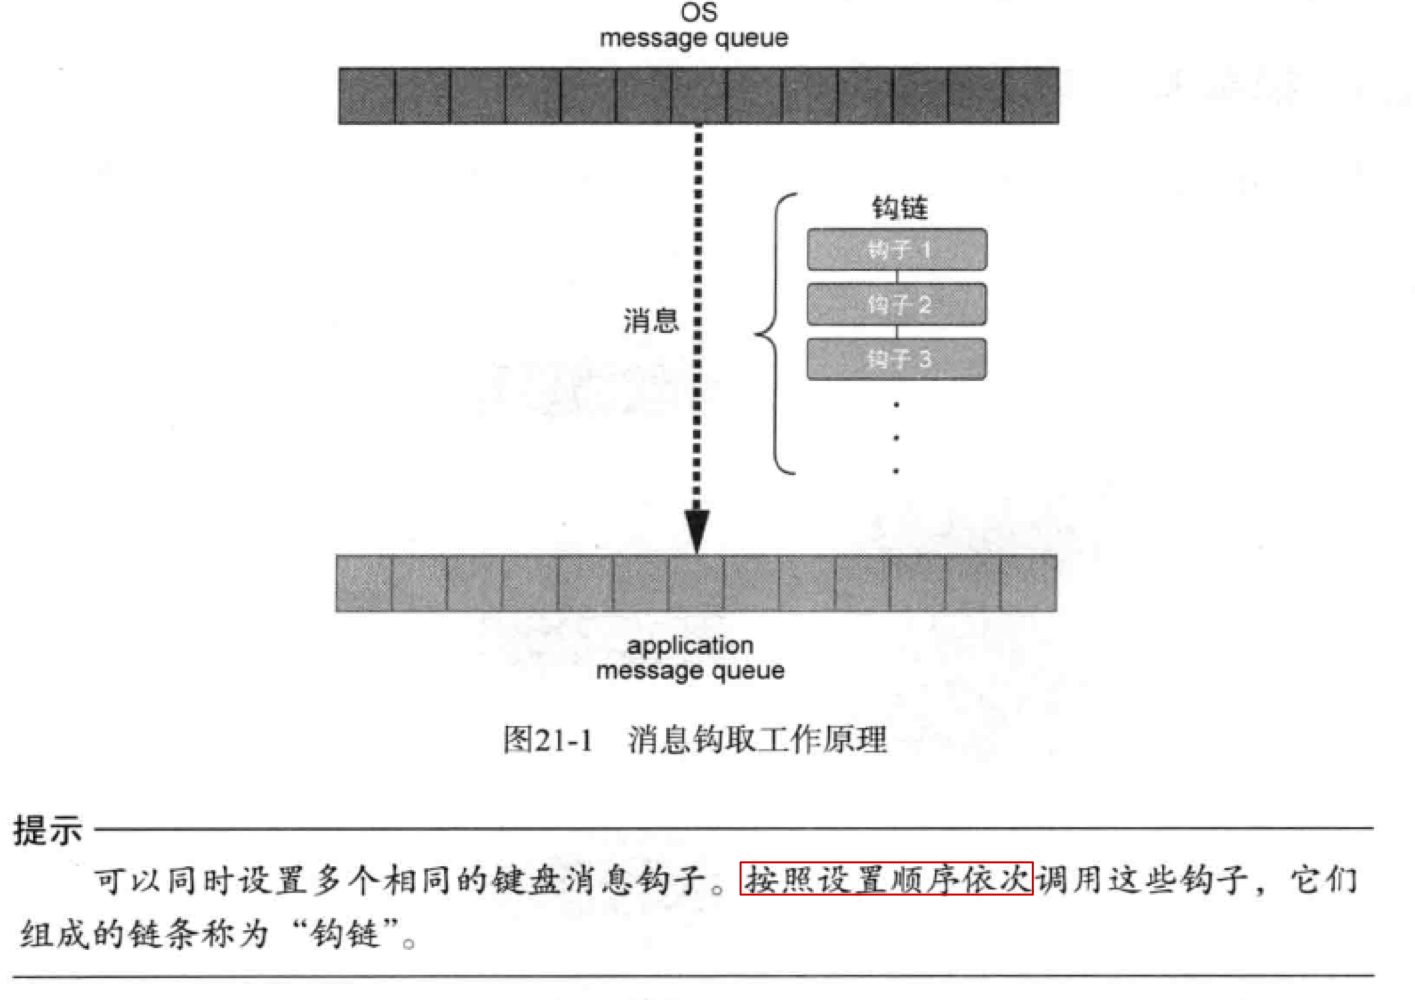 OS
message queue
钩链
钩子 1
钩子 2
消息
钩子 3
application
message queue
图21-1 消息钩取工作原理
提示
可以同时设置多个相同的键盘消息钩子。按照设置顺序依次调用这些钩子，它们
组成的链条称为“钩链”。